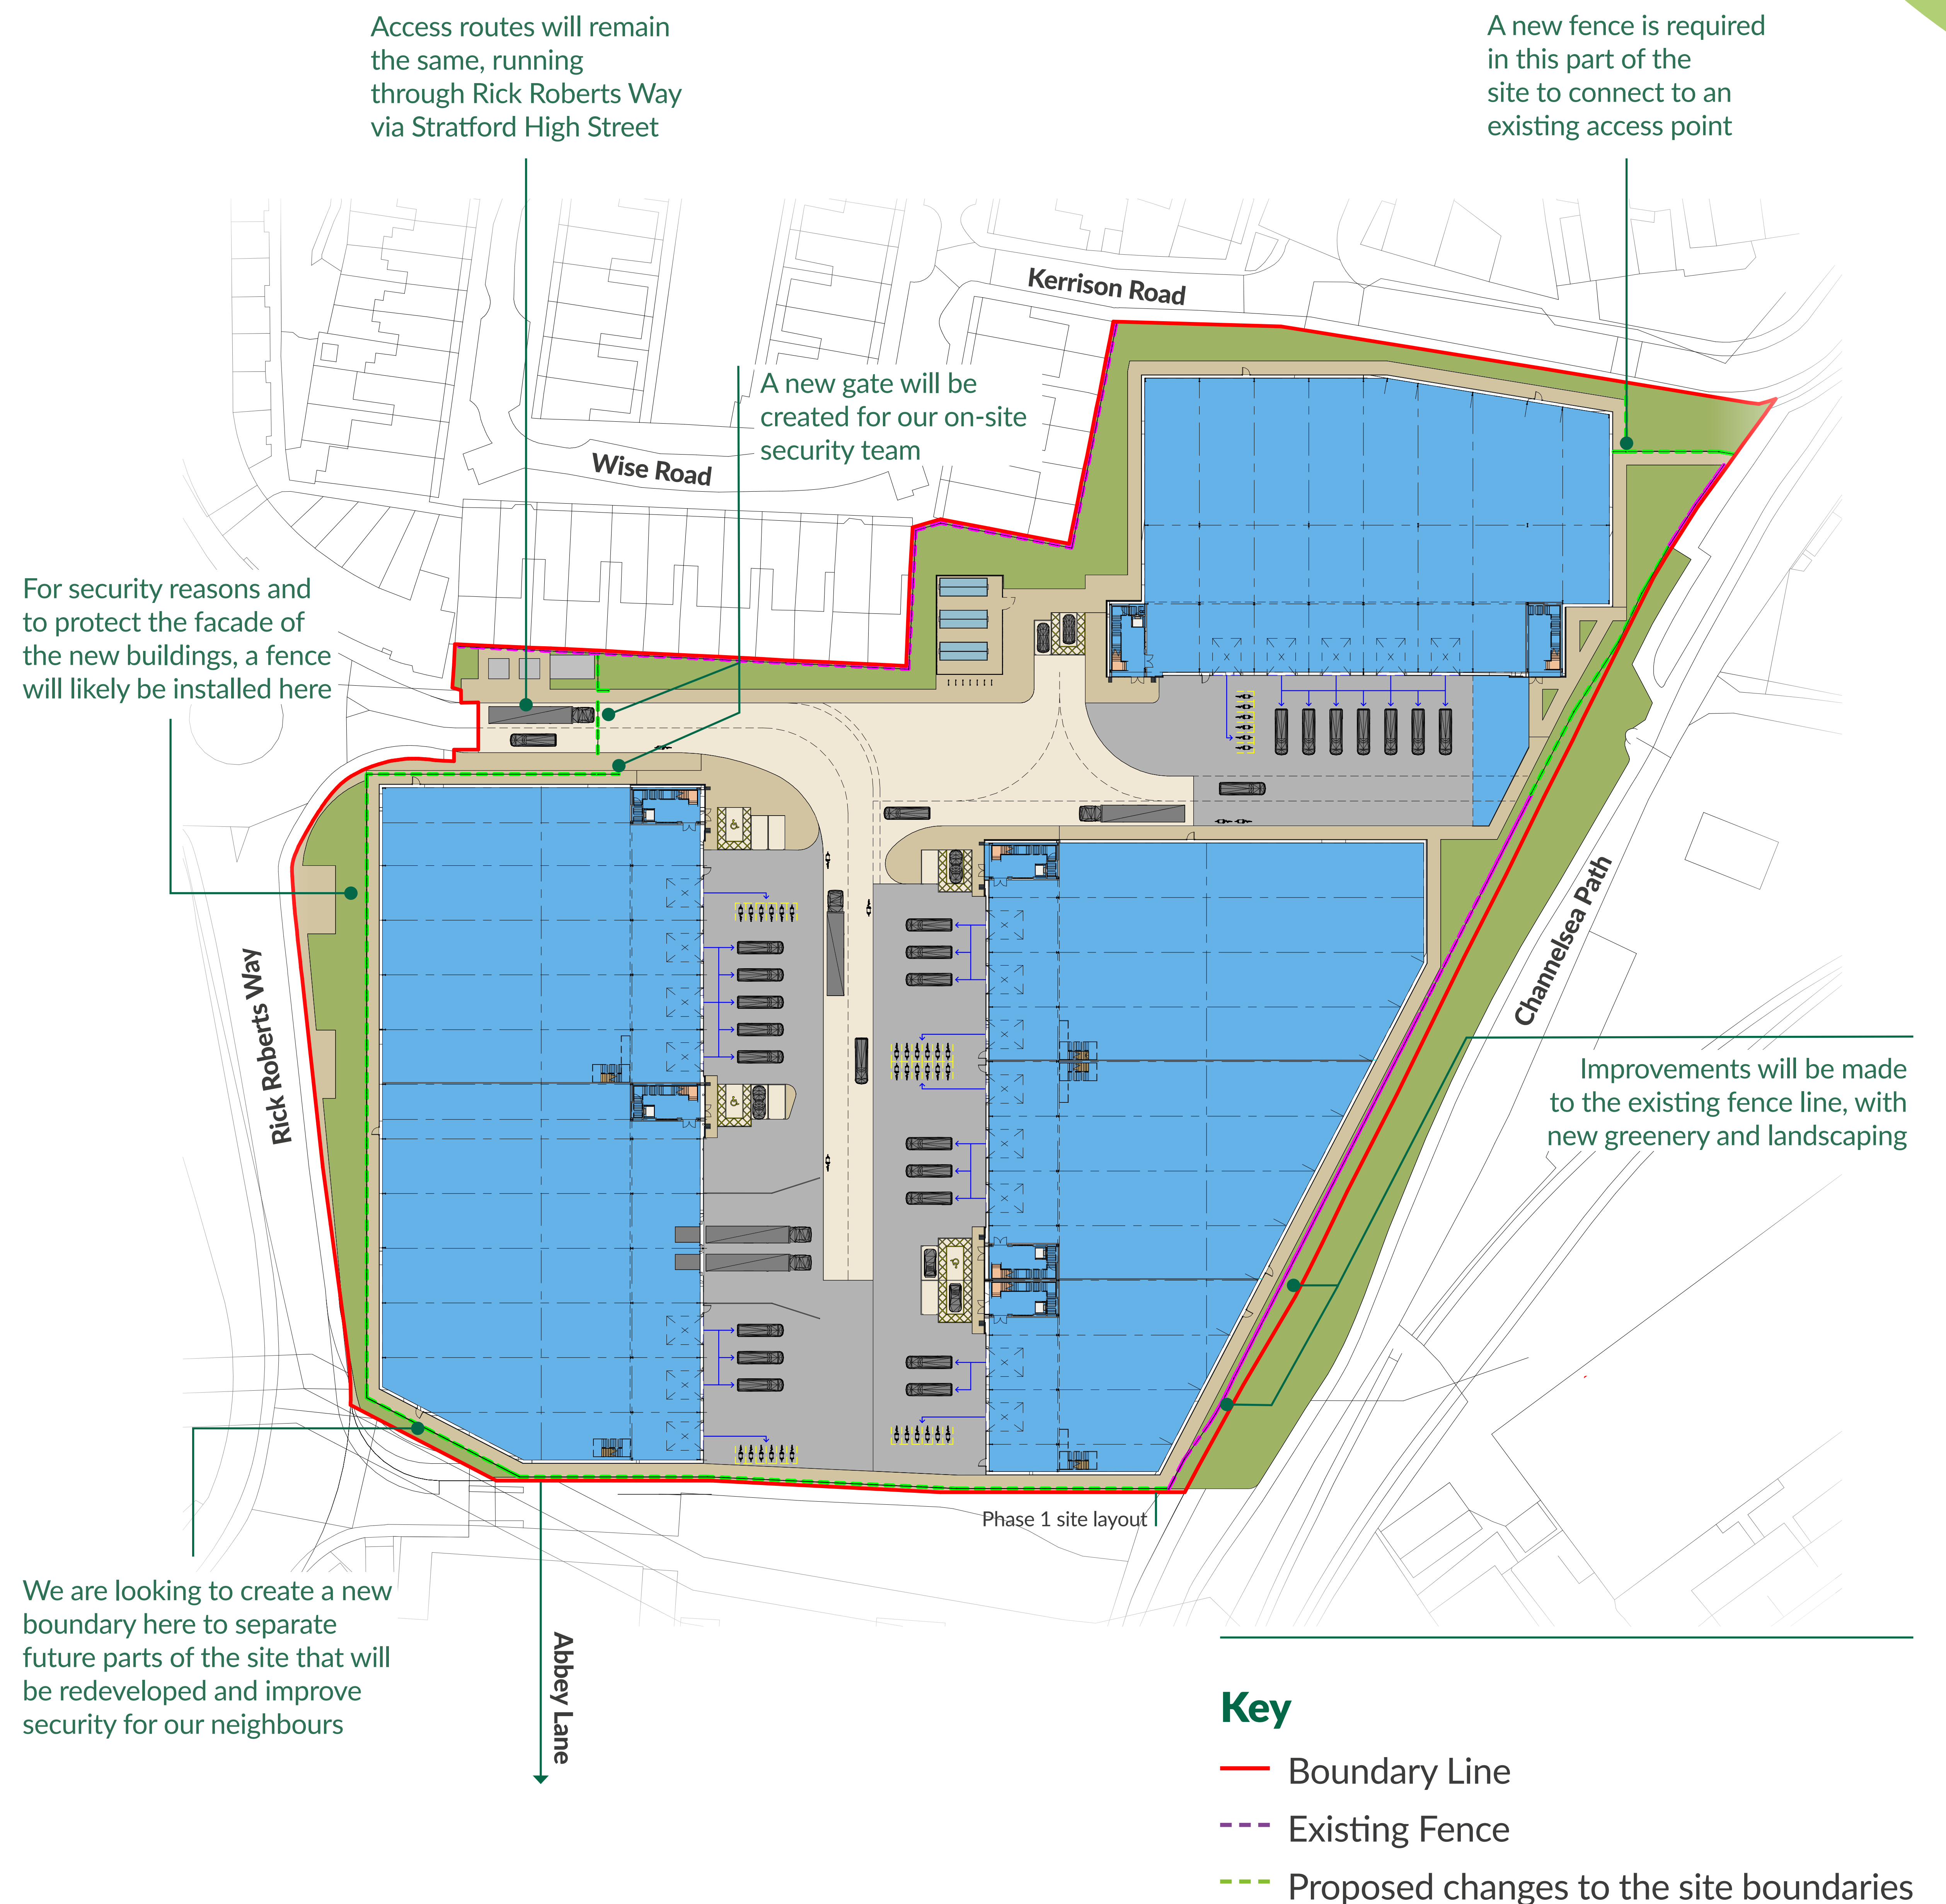 Access routes will remain
the same, running
through Rick Roberts Way
via Stratford High Street
A new fence is required
in this part of the
site to connect to an
existing access point
Kerrison Road
A new gate will be
created for our on-site
security team
Wise Road
For security reasons and
to protect the facade of
the new buildings, a fence
will likely be installed here
Rick Roberts Way
Channelsea Path
Improvements will be made
to the existing fence line, with
new greenery and landscaping
Phase 1 site layout
We are looking to create a new
boundary here to separate
future parts of the site that will
be redeveloped and improve
security for our neighbours
Abbey Lane
Key
Boundary Line
Existing Fence
Proposed changes to the site boundaries